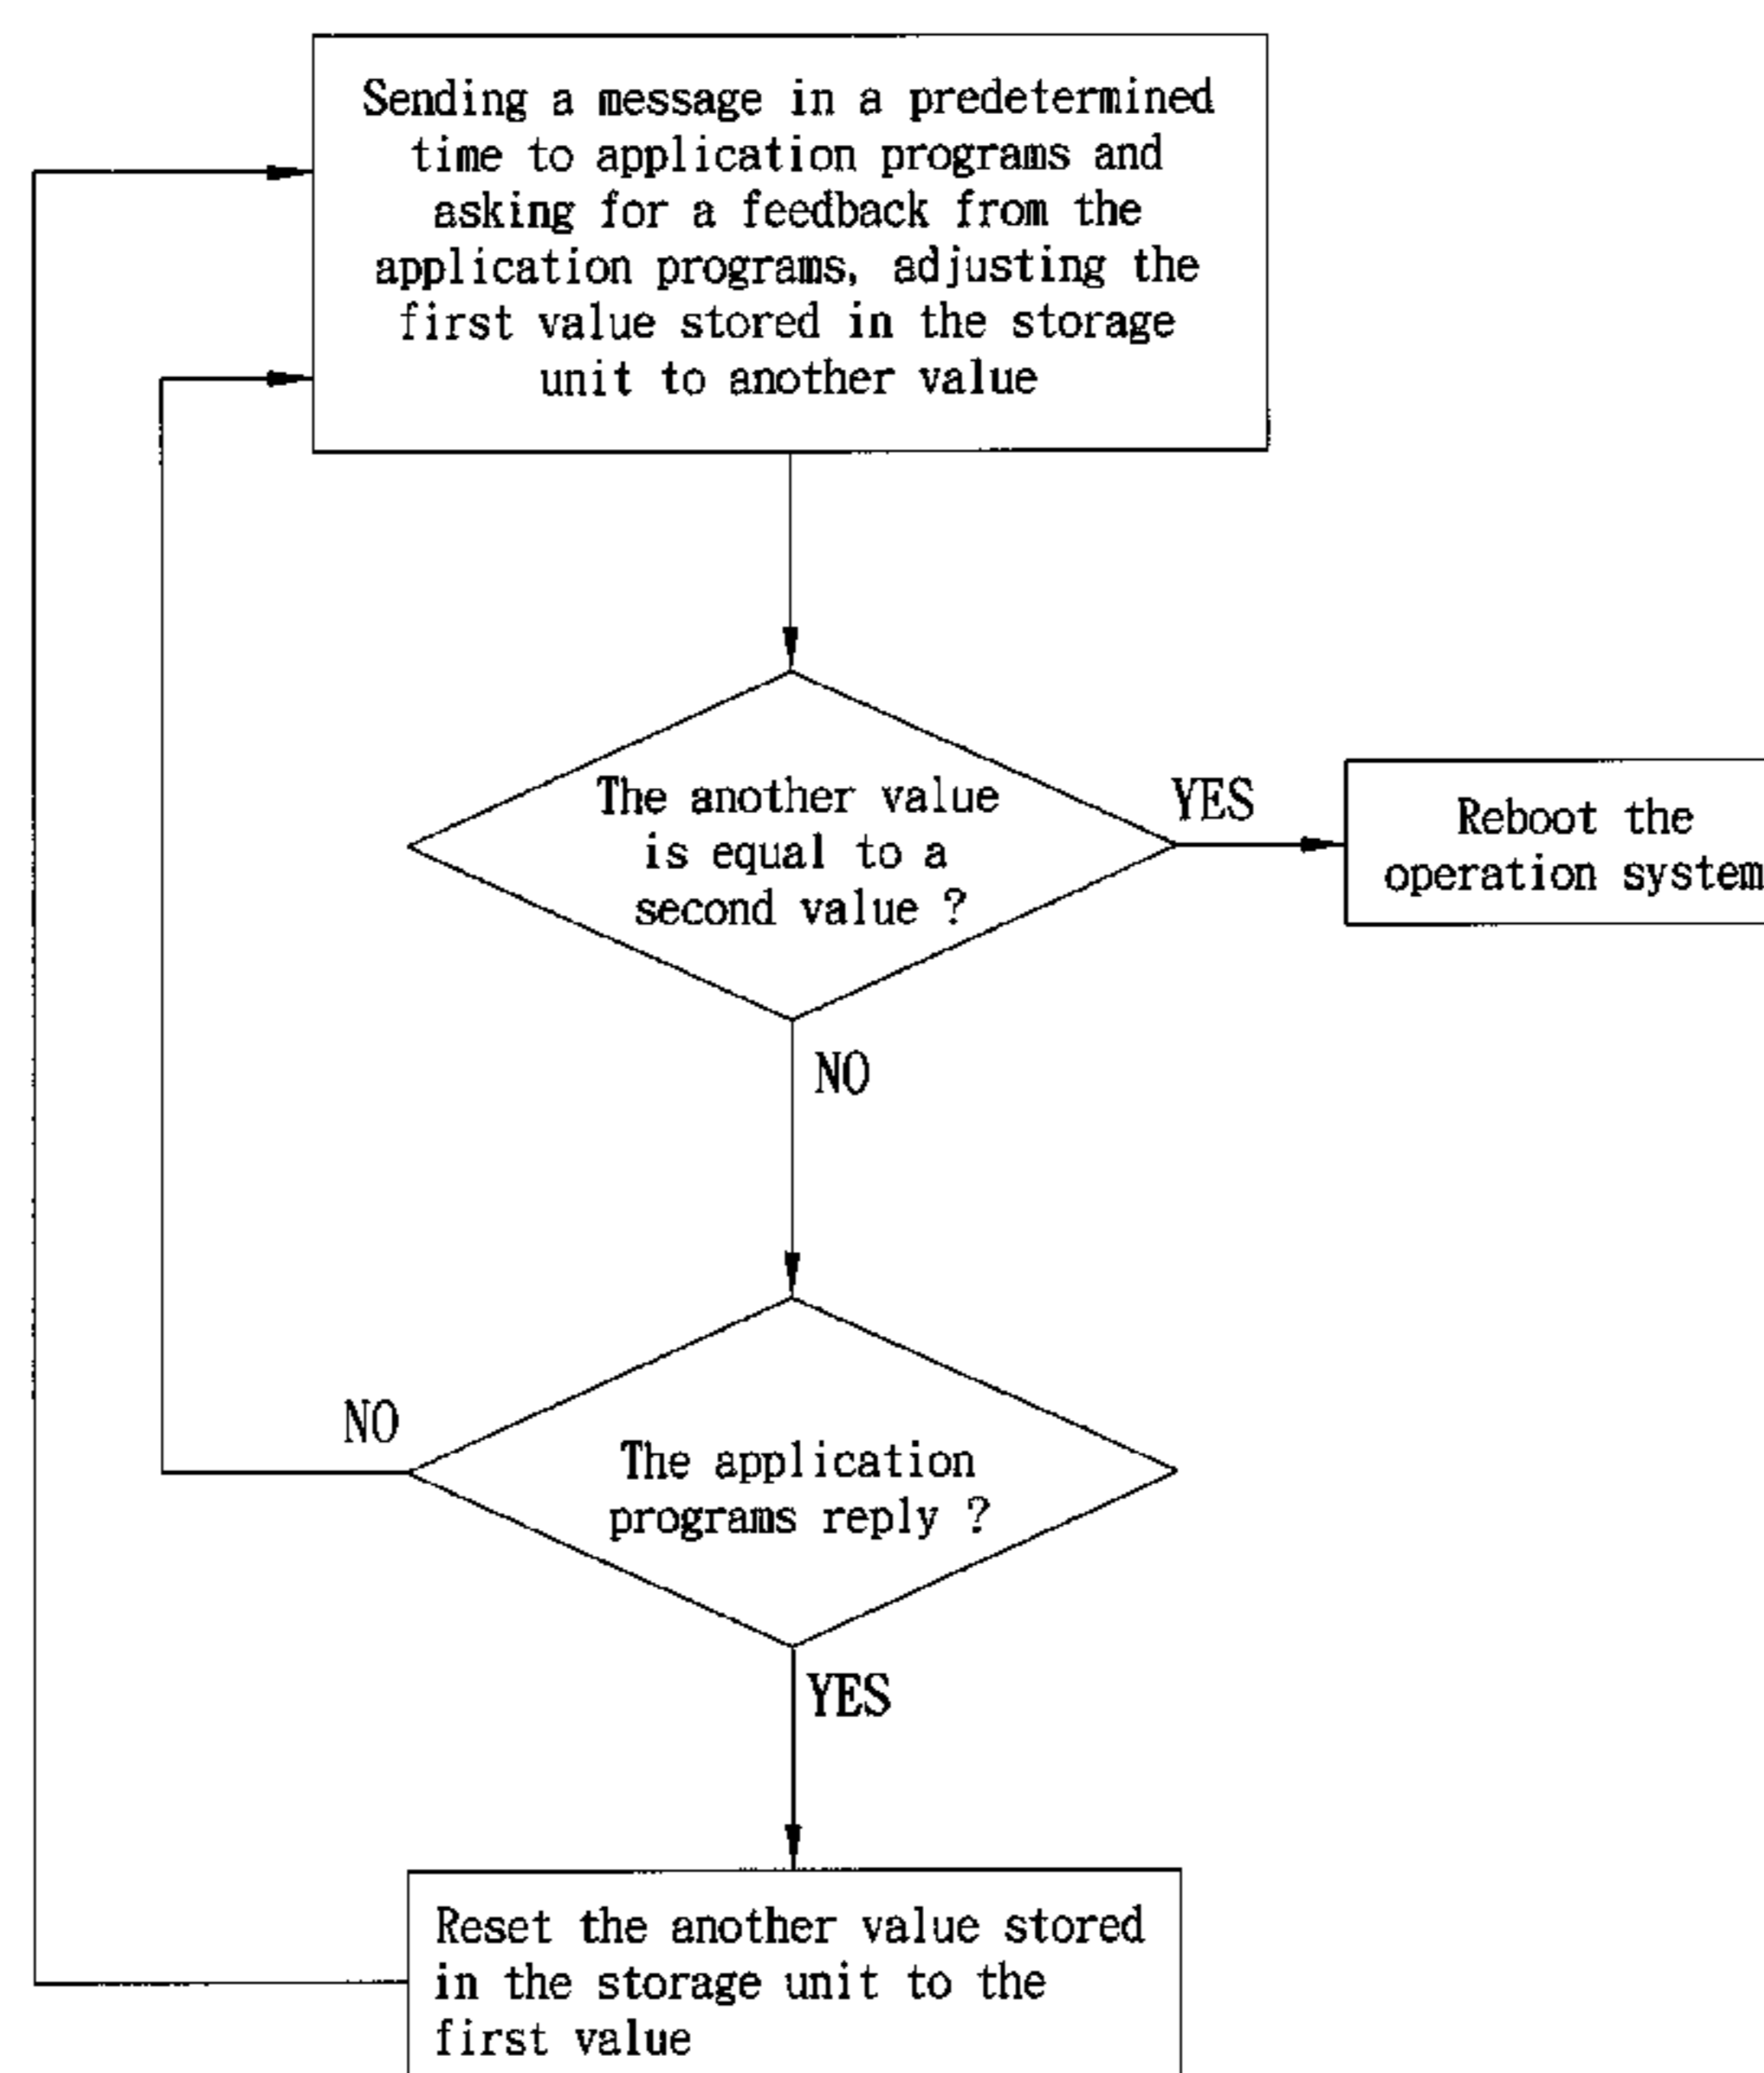 Sending a message in a predetermined
time to application programs and
asking for a feedback from the
application programs, adjusting the
first value stored in the storage
unit to another value
The another value
is equal to a
second value ?
YES
Reboot the
operation system
NO
The application
programs reply ?
NO
YES
Reset the another value stored
in the storage unit to the
first value